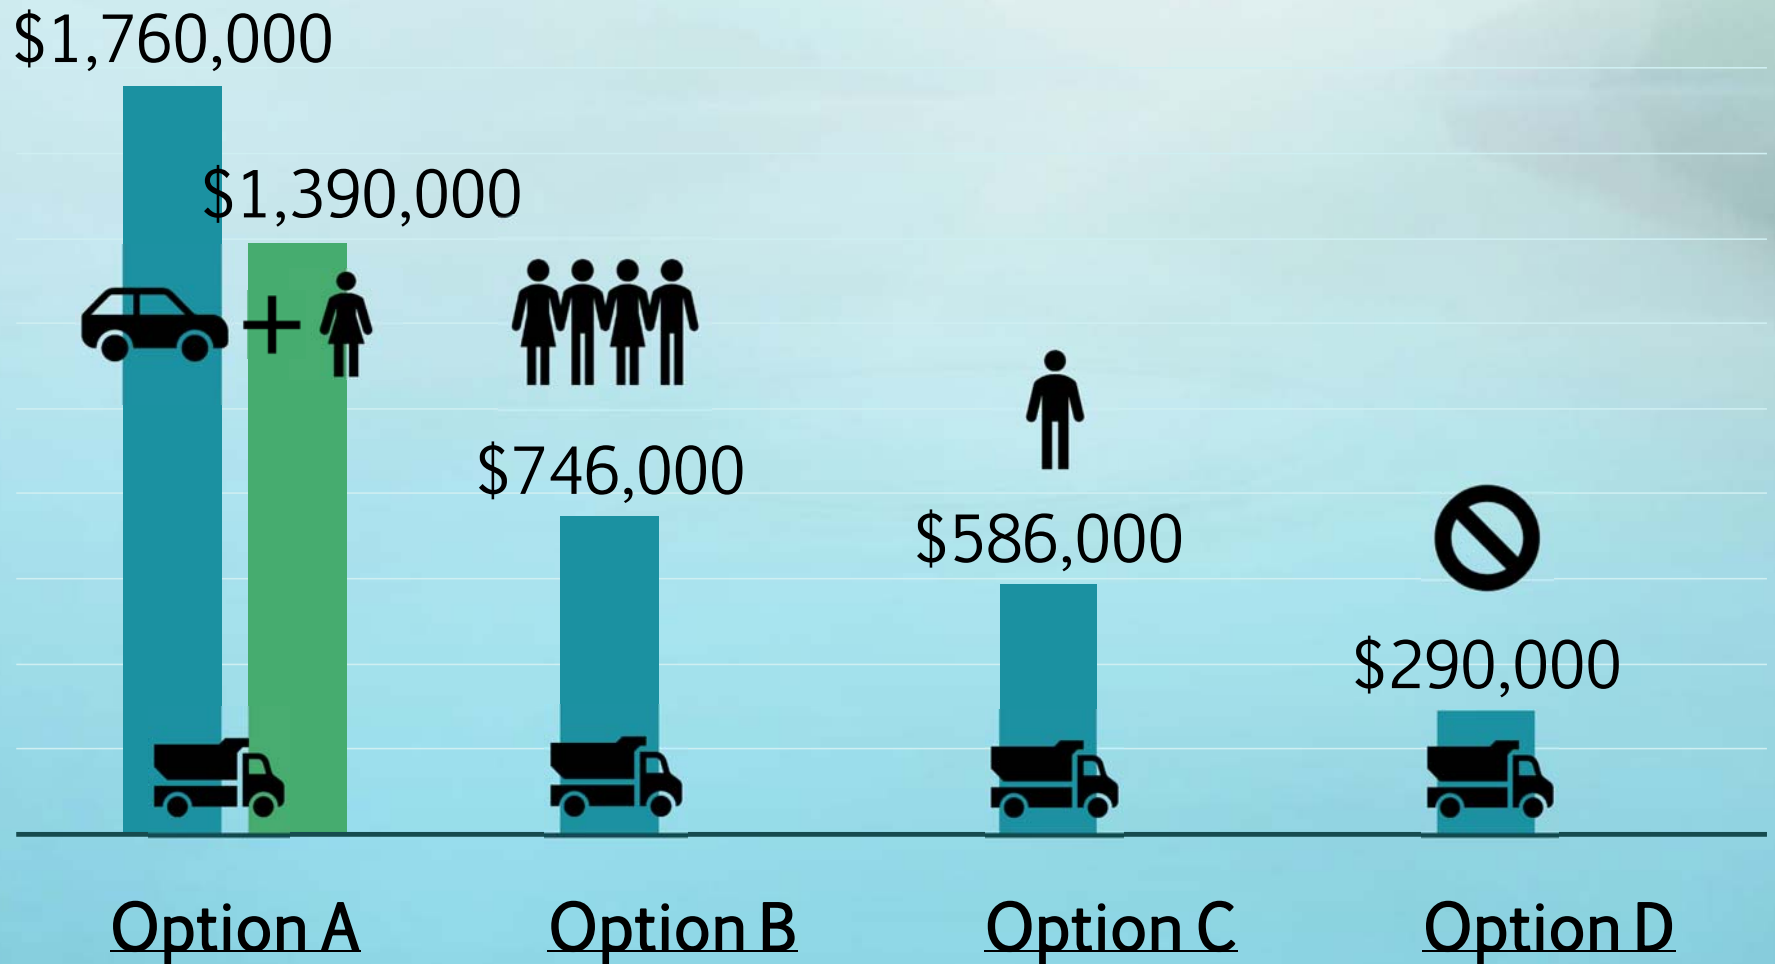 $1,760,000
$1,390,000
$746,000
$586,000
$290,000
Option A
Option B
Option C
Option D